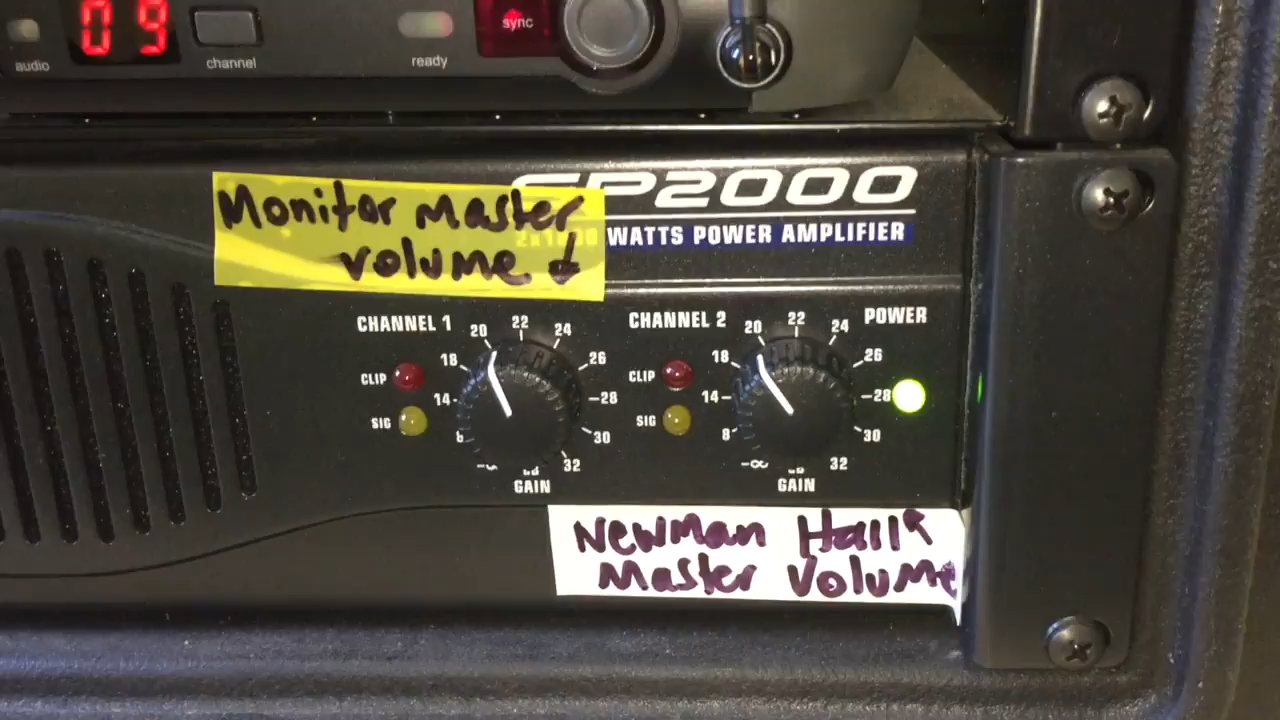 09
audio
channel
ready
sync
Monitor master
volume ↓
EP2000
WATTS POWER AMPLIFIER
CHANNEL 1
20
22
24
18
26
CLIP
14
28
SIG
8
30
32
GAIN
CHANNEL 2
20
22
24
POWER
18
26
CLIP
14
28
SIG
8
30
-∞
32
GAIN
Newman Hall
Master Volume